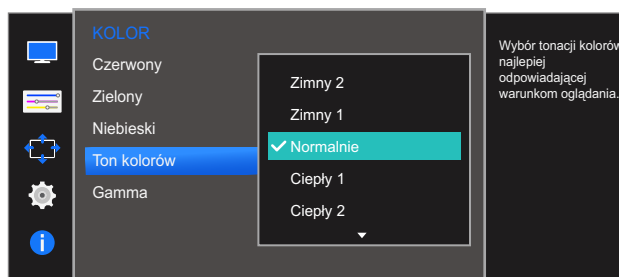 KOLOR
Czerwony
Zielony
Niebieski
Ton kolorów
Gamma
Zimny 2
Zimny 1
Normalnie
Ciepły 1
Ciepły 2
Wybór tonacji kolorów
najlepiej
odpowiadającej
warunkom oglądania.